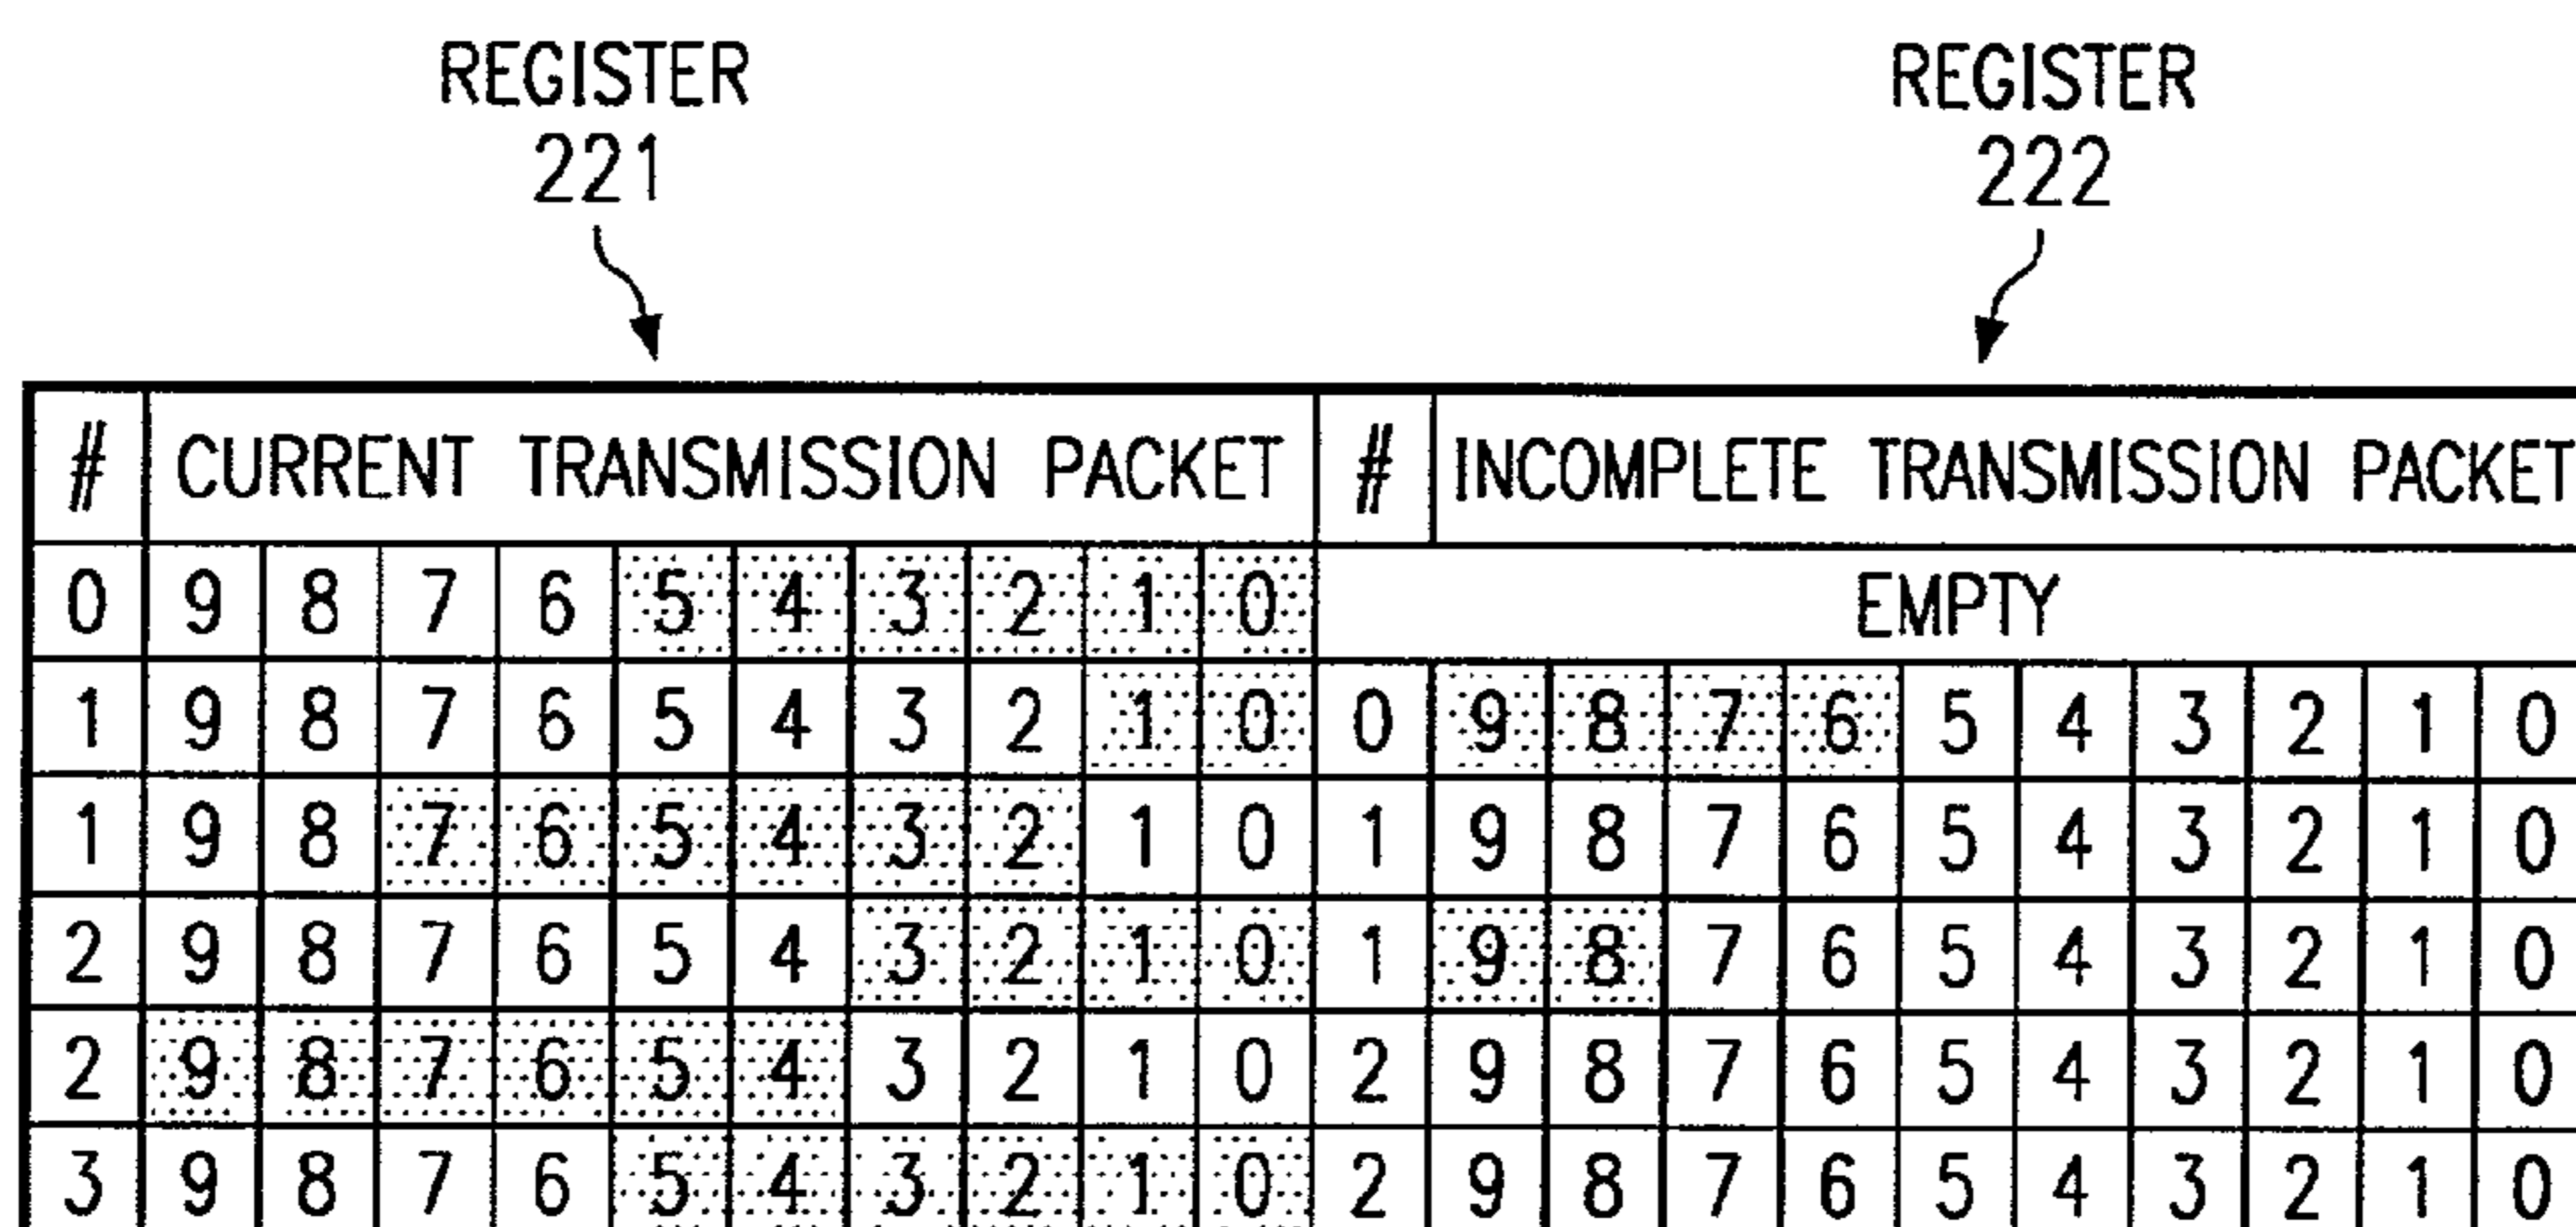 REGISTER 221
REGISTER 222
# CURRENT TRANSMISSION PACKET # INCOMPLETE TRANSMISSION PACKET
0 9 8 7 6 5 4 3 2 1 0 EMPTY
1 9 8 7 6 5 4 3 2 1 0 0 9 8 7 6 5 4 3 2 1 0
1 9 8 7 6 5 4 3 2 1 0 1 9 8 7 6 5 4 3 2 1 0
2 9 8 7 6 5 4 3 2 1 0 1 9 8 7 6 5 4 3 2 1 0
2 9 8 7 6 5 4 3 2 1 0 2 9 8 7 6 5 4 3 2 1 0
3 9 8 7 6 5 4 3 2 1 0 2 9 8 7 6 5 4 3 2 1 0